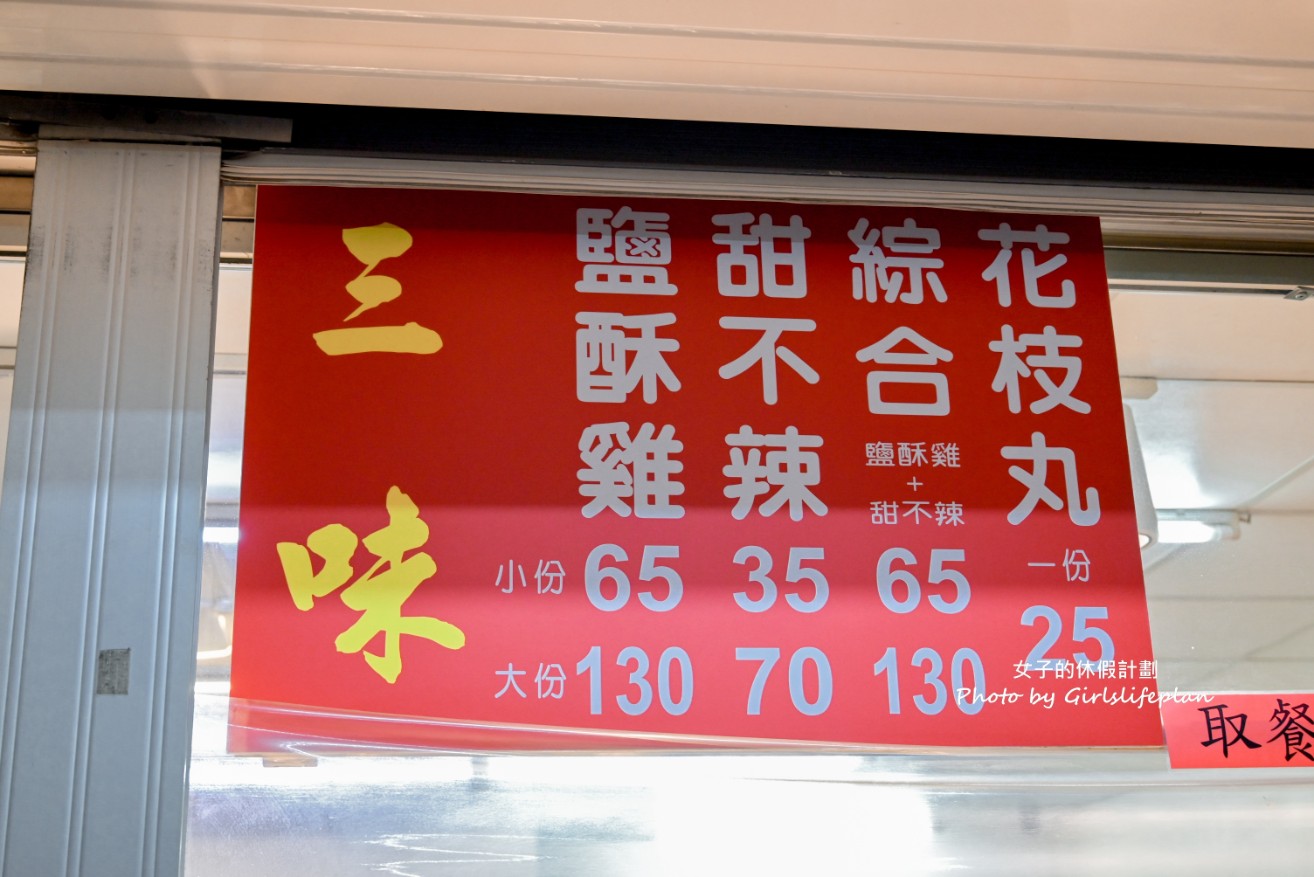 三味
鹽酥雞
甜不辣
綜合
鹽酥雞
+
甜不辣
花枝丸
小份 65 35 65
一份
25
大份 130 70 130
女子的休假計劃
Photo by Girlslifeplan
取餐